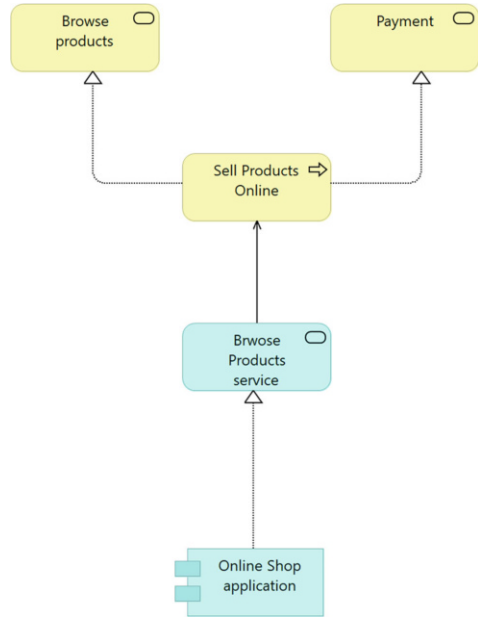 Browse
products
Payment
Sell Products
Online
Brwose
Products
service
Online Shop
application